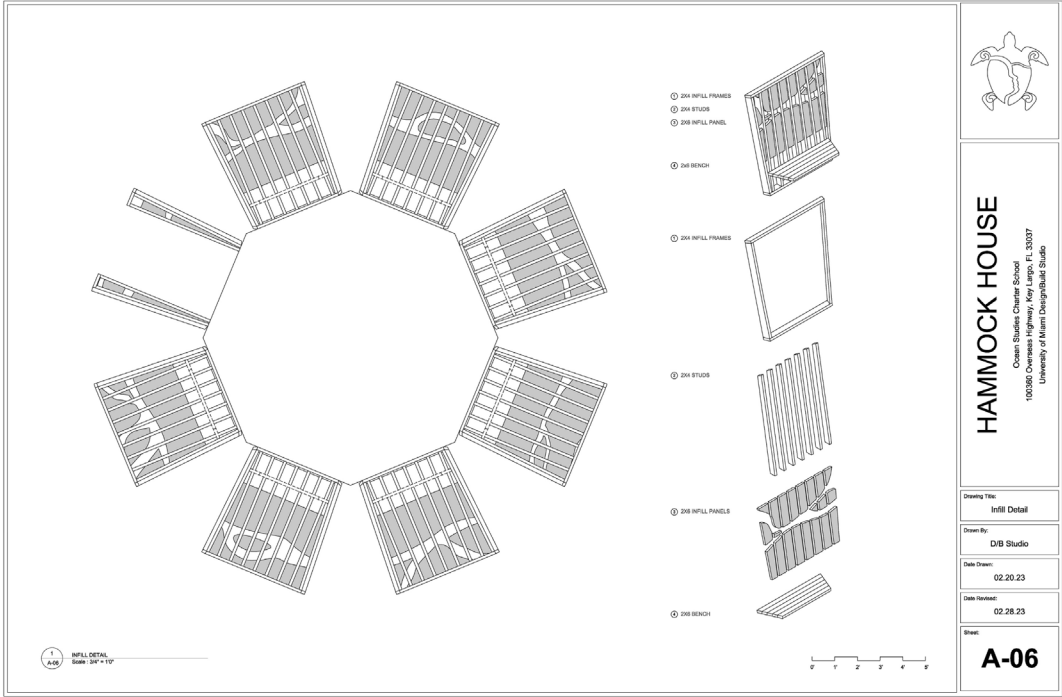 ① 2X4 INFILL FRAMES
② 2X4 STUDS
③ 2X6 INFILL PANEL
④ 2x6 BENCH
① 2X4 INFILL FRAMES
② 2X4 STUDS
③ 2X6 INFILL PANELS
④ 2X6 BENCH
1
A-06
INFILL DETAIL
Scale : 3/4" = 1'0"
0' 1' 2' 3' 4' 5'
HAMMOCK HOUSE
Ocean Studies Charter School
100360 Overseas Highway, Key Largo, FL 33037
University of Miami Design/Build Studio
Drawing Title:
Infill Detail
Drawn By:
D/B Studio
Date Drawn:
02.20.23
Date Revised:
02.28.23
Sheet:
A-06